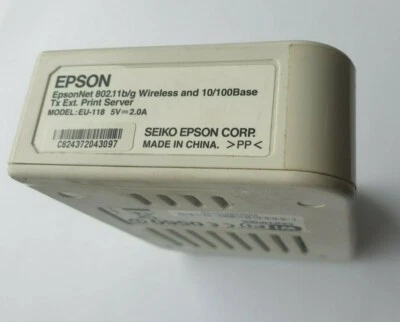 EPSON
EpsonNet 802.11b/g Wireless and 10/100Base
Tx Ext. Print Server
MODEL:EU-118 5V⎓2.0A
C824372043097
SEIKO EPSON CORP.
MADE IN CHINA. >PP<